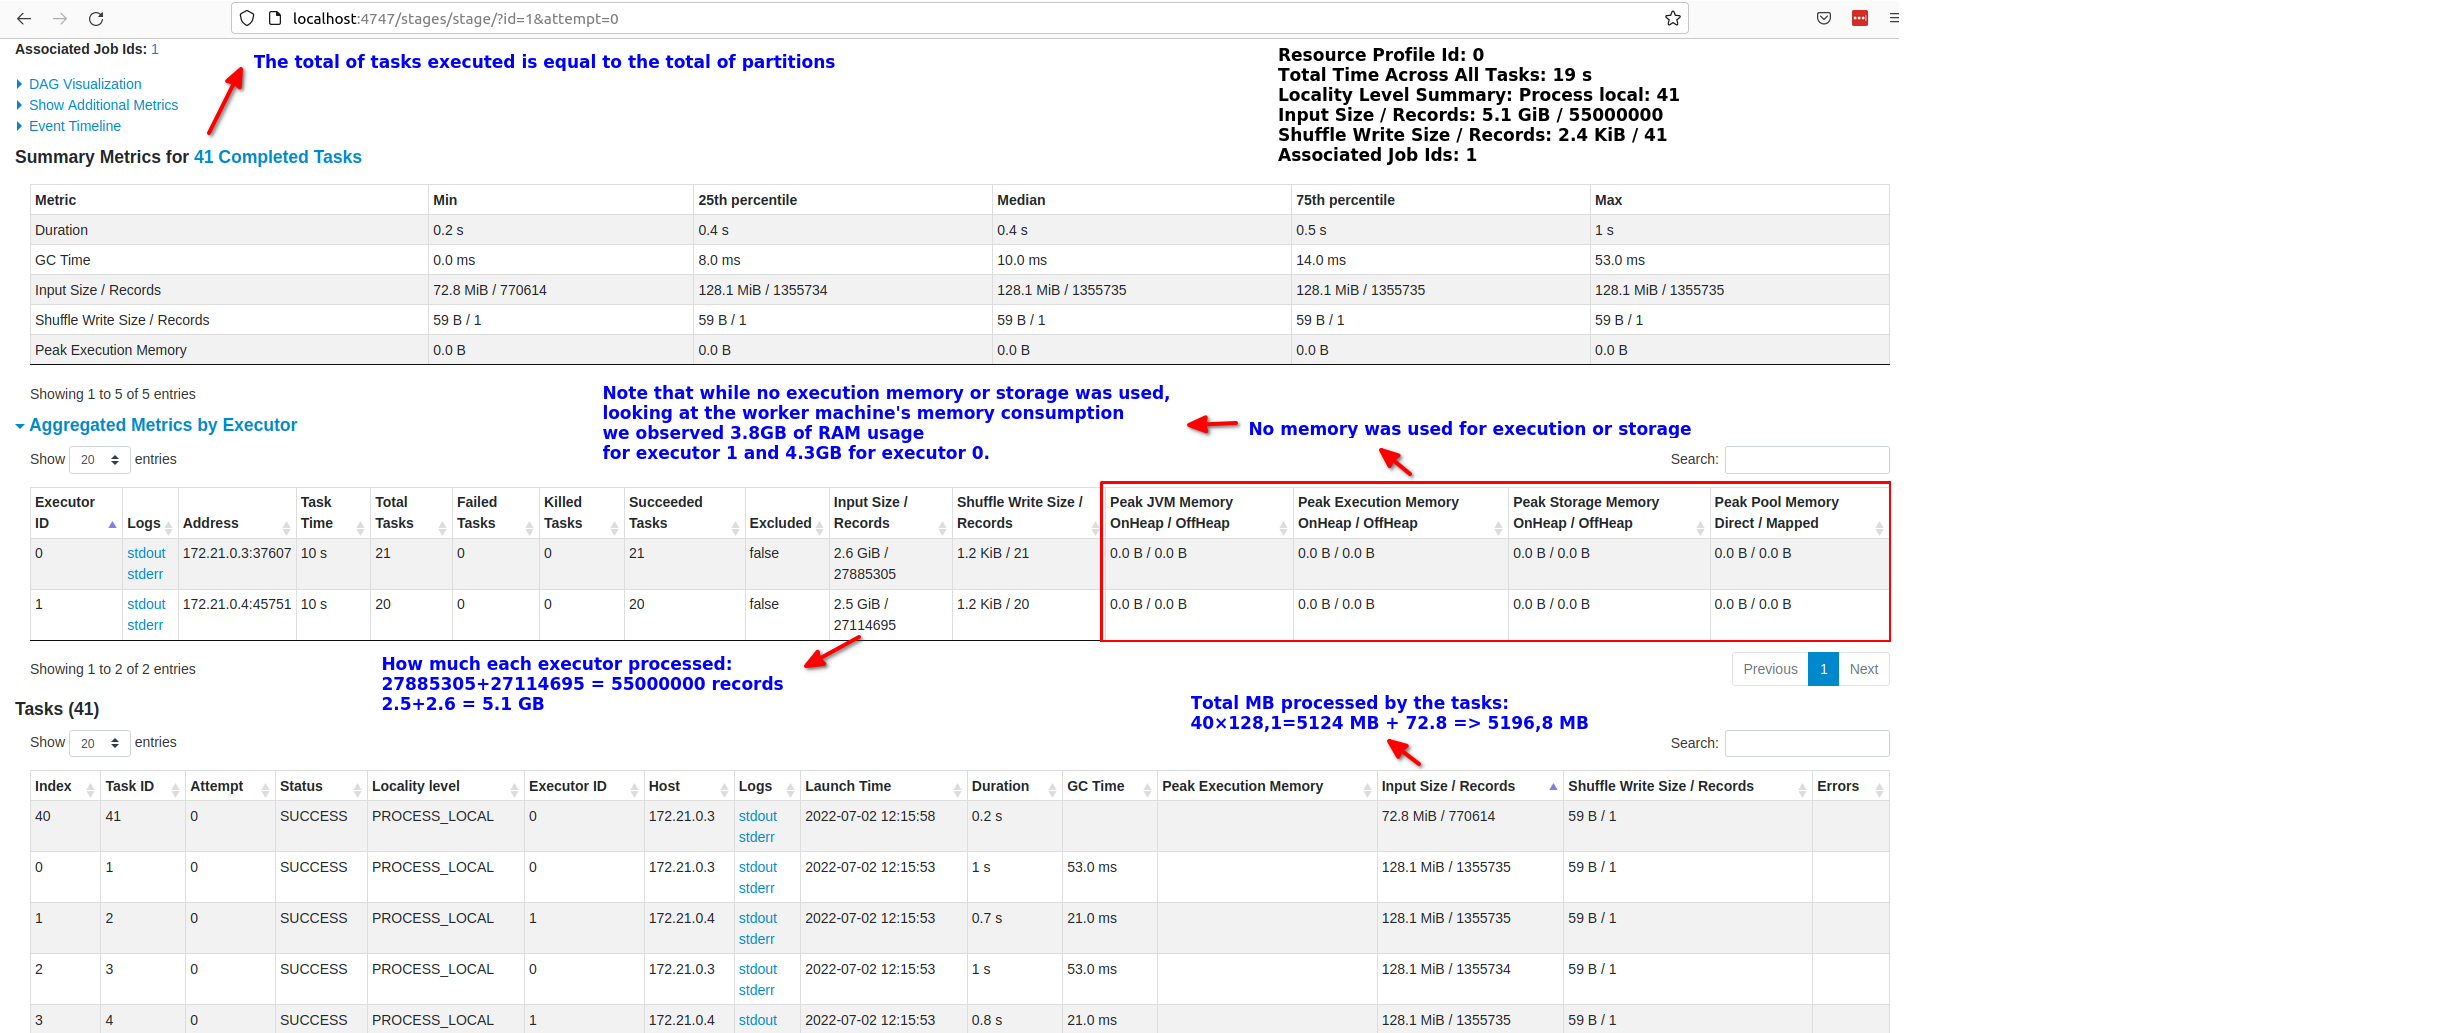 localhost:4747/stages/stage/?id=1&attempt=0
Associated Job Ids: 1
The total of tasks executed is equal to the total of partitions
DAG Visualization
Show Additional Metrics
Event Timeline
Resource Profile Id: 0
Total Time Across All Tasks: 19 s
Locality Level Summary: Process local: 41
Input Size / Records: 5.1 GiB / 55000000
Shuffle Write Size / Records: 2.4 KiB / 41
Associated Job Ids: 1
Summary Metrics for 41 Completed Tasks
Metric Min 25th percentile Median 75th percentile Max
Duration 0.2 s 0.4 s 0.4 s 0.5 s 1 s
GC Time 0.0 ms 8.0 ms 10.0 ms 14.0 ms 53.0 ms
Input Size / Records 72.8 MiB / 770614 128.1 MiB / 1355734 128.1 MiB / 1355735 128.1 MiB / 1355735 128.1 MiB / 1355735
Shuffle Write Size / Records 59 B / 1 59 B / 1 59 B / 1 59 B / 1 59 B / 1
Peak Execution Memory 0.0 B 0.0 B 0.0 B 0.0 B 0.0 B
Showing 1 to 5 of 5 entries
Note that while no execution memory or storage was used,
looking at the worker machine's memory consumption
we observed 3.8GB of RAM usage
for executor 1 and 4.3GB for executor 0.
No memory was used for execution or storage
Aggregated Metrics by Executor
Show 20 entries
Search:
Executor ID Logs Address Task Time Total Tasks Failed Tasks Killed Tasks Succeeded Tasks Excluded Input Size / Records Shuffle Write Size / Records Peak JVM Memory OnHeap / OffHeap Peak Execution Memory OnHeap / OffHeap Peak Storage Memory OnHeap / OffHeap Peak Pool Memory Direct / Mapped
0 stdout stderr 172.21.0.3:37607 10 s 21 0 0 21 false 2.6 GiB / 27885305 1.2 KiB / 21 0.0 B / 0.0 B 0.0 B / 0.0 B 0.0 B / 0.0 B 0.0 B / 0.0 B
1 stdout stderr 172.21.0.4:45751 10 s 20 0 0 20 false 2.5 GiB / 27114695 1.2 KiB / 20 0.0 B / 0.0 B 0.0 B / 0.0 B 0.0 B / 0.0 B 0.0 B / 0.0 B
Showing 1 to 2 of 2 entries
Previous 1 Next
How much each executor processed:
27885305+27114695 = 55000000 records
2.5+2.6 = 5.1 GB
Total MB processed by the tasks:
40×128,1=5124 MB + 72.8 => 5196,8 MB
Tasks (41)
Show 20 entries
Search:
Index Task ID Attempt Status Locality level Executor ID Host Logs Launch Time Duration GC Time Peak Execution Memory Input Size / Records Shuffle Write Size / Records Errors
40 41 0 SUCCESS PROCESS_LOCAL 0 172.21.0.3 stdout stderr 2022-07-02 12:15:58 0.2 s 72.8 MiB / 770614 59 B / 1
0 1 0 SUCCESS PROCESS_LOCAL 0 172.21.0.3 stdout stderr 2022-07-02 12:15:53 1 s 53.0 ms 128.1 MiB / 1355735 59 B / 1
1 2 0 SUCCESS PROCESS_LOCAL 1 172.21.0.4 stdout stderr 2022-07-02 12:15:53 0.7 s 21.0 ms 128.1 MiB / 1355735 59 B / 1
2 3 0 SUCCESS PROCESS_LOCAL 0 172.21.0.3 stdout stderr 2022-07-02 12:15:53 1 s 53.0 ms 128.1 MiB / 1355734 59 B / 1
3 4 0 SUCCESS PROCESS_LOCAL 1 172.21.0.4 stdout 2022-07-02 12:15:53 0.8 s 21.0 ms 128.1 MiB / 1355735 59 B / 1